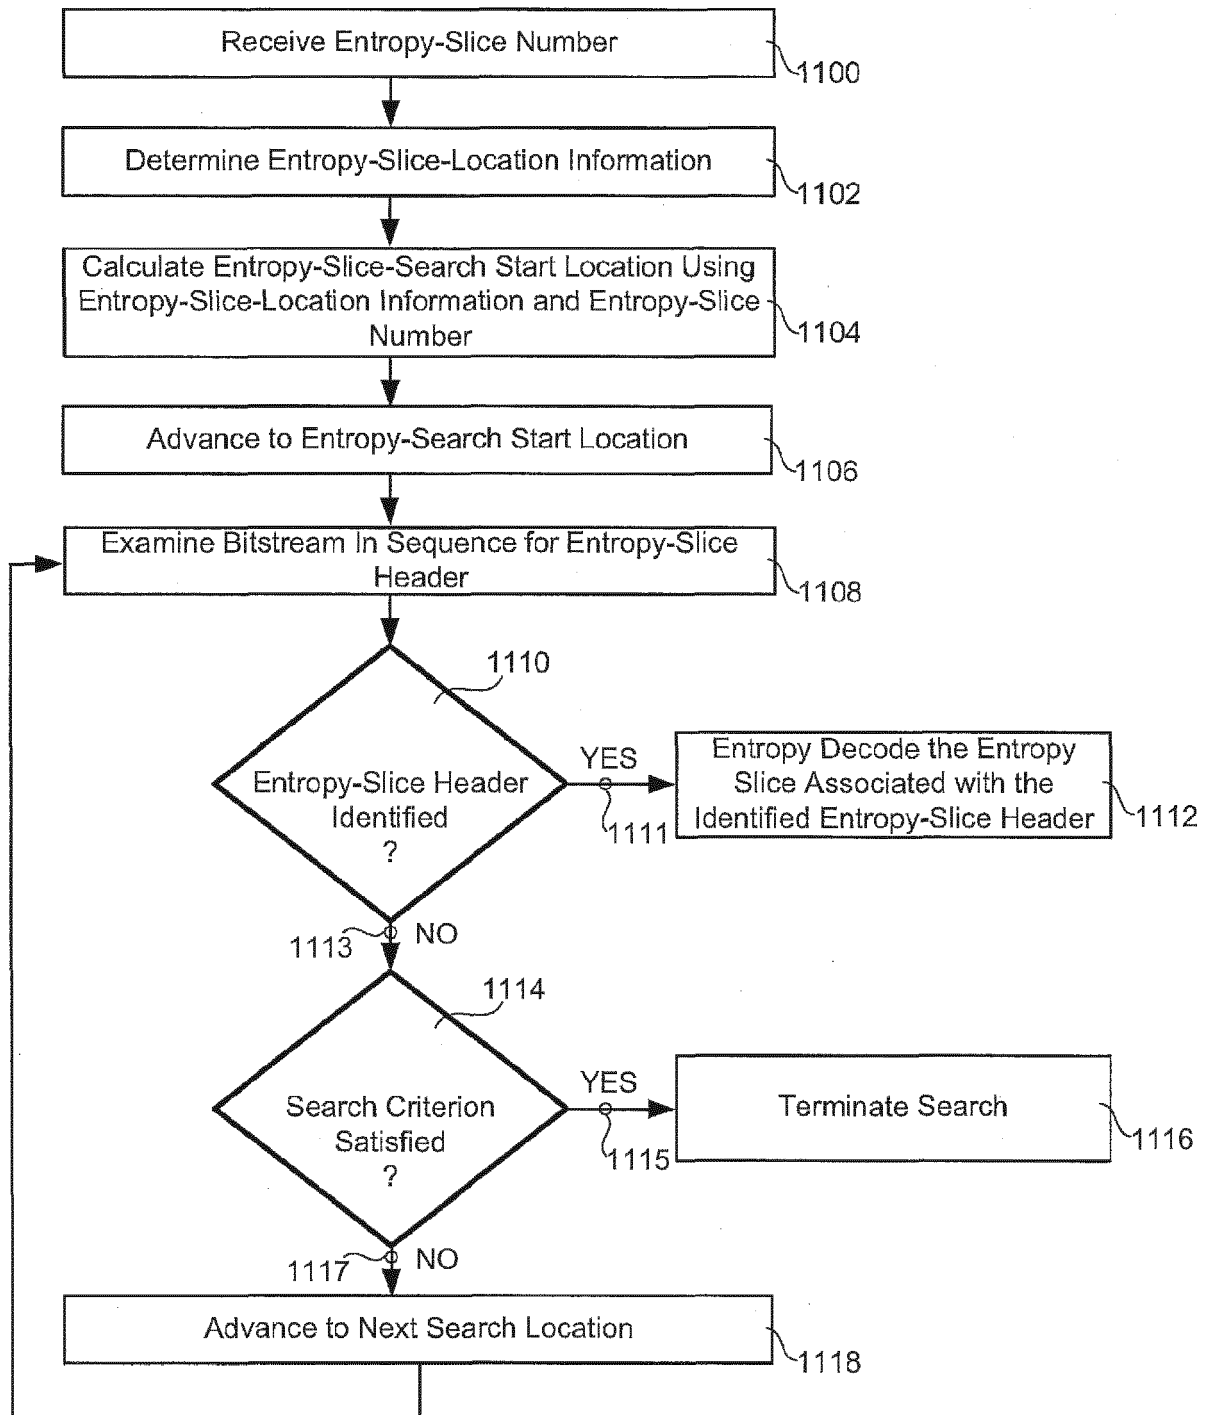 Receive Entropy-Slice Number
1100
Determine Entropy-Slice-Location Information
1102
Calculate Entropy-Slice-Search Start Location Using
Entropy-Slice-Location Information and Entropy-Slice
Number
1104
Advance to Entropy-Search Start Location
1106
Examine Bitstream In Sequence for Entropy-Slice
Header
1108
1110
Entropy-Slice Header
Identified
?
YES
1111
Entropy Decode the Entropy
Slice Associated with the
Identified Entropy-Slice Header
1112
1113
NO
1114
Search Criterion
Satisfied
?
YES
1115
Terminate Search
1116
1117
NO
Advance to Next Search Location
1118